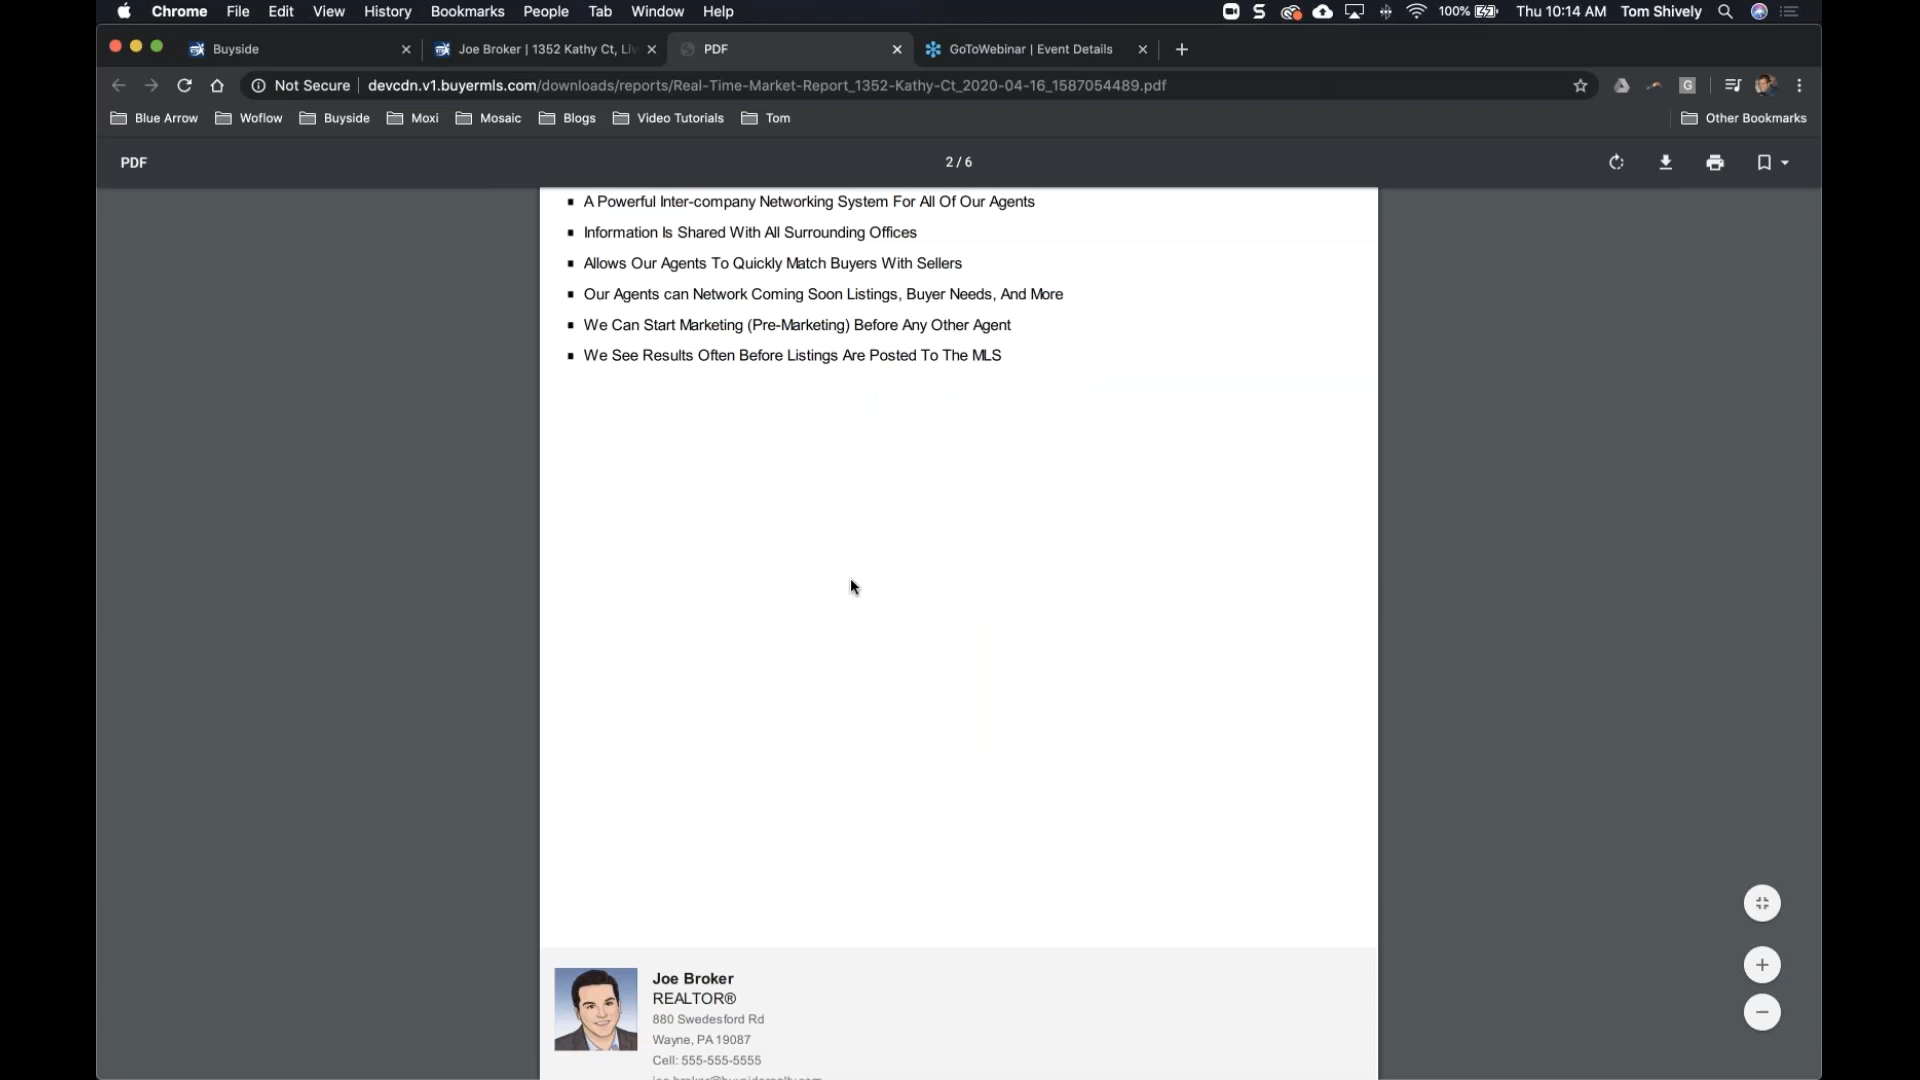 Chrome File Edit View History Bookmarks People Tab Window Help 100% Thu 10:14 AM Tom Shively
Buyside Joe Broker | 1352 Kathy Ct, Liv PDF GoToWebinar | Event Details
Not Secure devcdn.v1.buyermls.com/downloads/reports/Real-Time-Market-Report_1352-Kathy-Ct_2020-04-16_1587054489.pdf
Blue Arrow Woflow Buyside Moxi Mosaic Blogs Video Tutorials Tom Other Bookmarks
PDF 2 / 6
▪ A Powerful Inter-company Networking System For All Of Our Agents
▪ Information Is Shared With All Surrounding Offices
▪ Allows Our Agents To Quickly Match Buyers With Sellers
▪ Our Agents can Network Coming Soon Listings, Buyer Needs, And More
▪ We Can Start Marketing (Pre-Marketing) Before Any Other Agent
▪ We See Results Often Before Listings Are Posted To The MLS
Joe Broker
REALTOR®
880 Swedesford Rd
Wayne, PA 19087
Cell: 555-555-5555